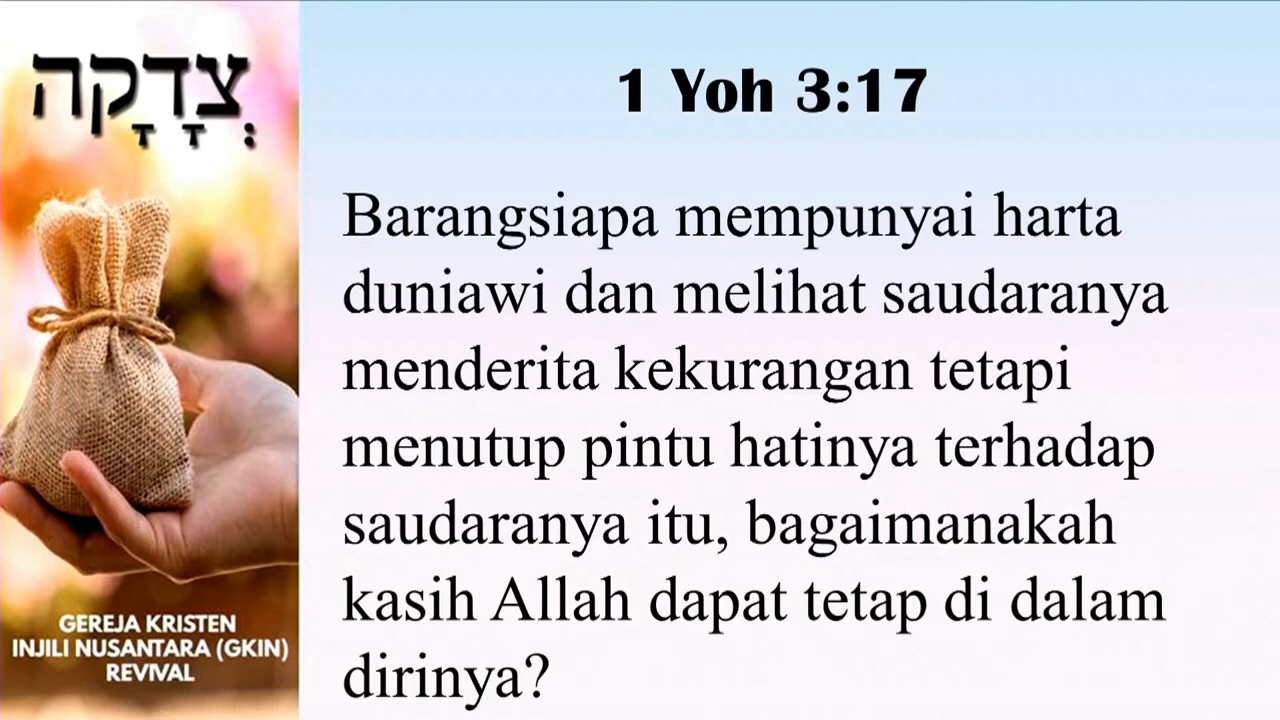 צְדָקָה
1 Yoh 3:17
Barangsiapa mempunyai harta
duniawi dan melihat saudaranya
menderita kekurangan tetapi
menutup pintu hatinya terhadap
saudaranya itu, bagaimanakah
kasih Allah dapat tetap di dalam
dirinya?
GEREJA KRISTEN
INJILI NUSANTARA (GKIN)
REVIVAL